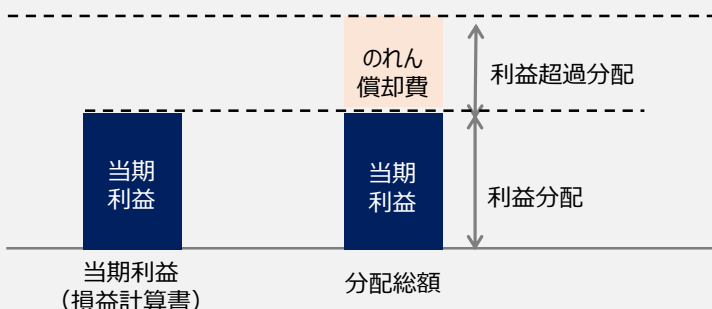 のれん
償却費
利益超過分配
当期
利益
当期
利益
利益分配
当期利益
（損益計算書）
分配総額